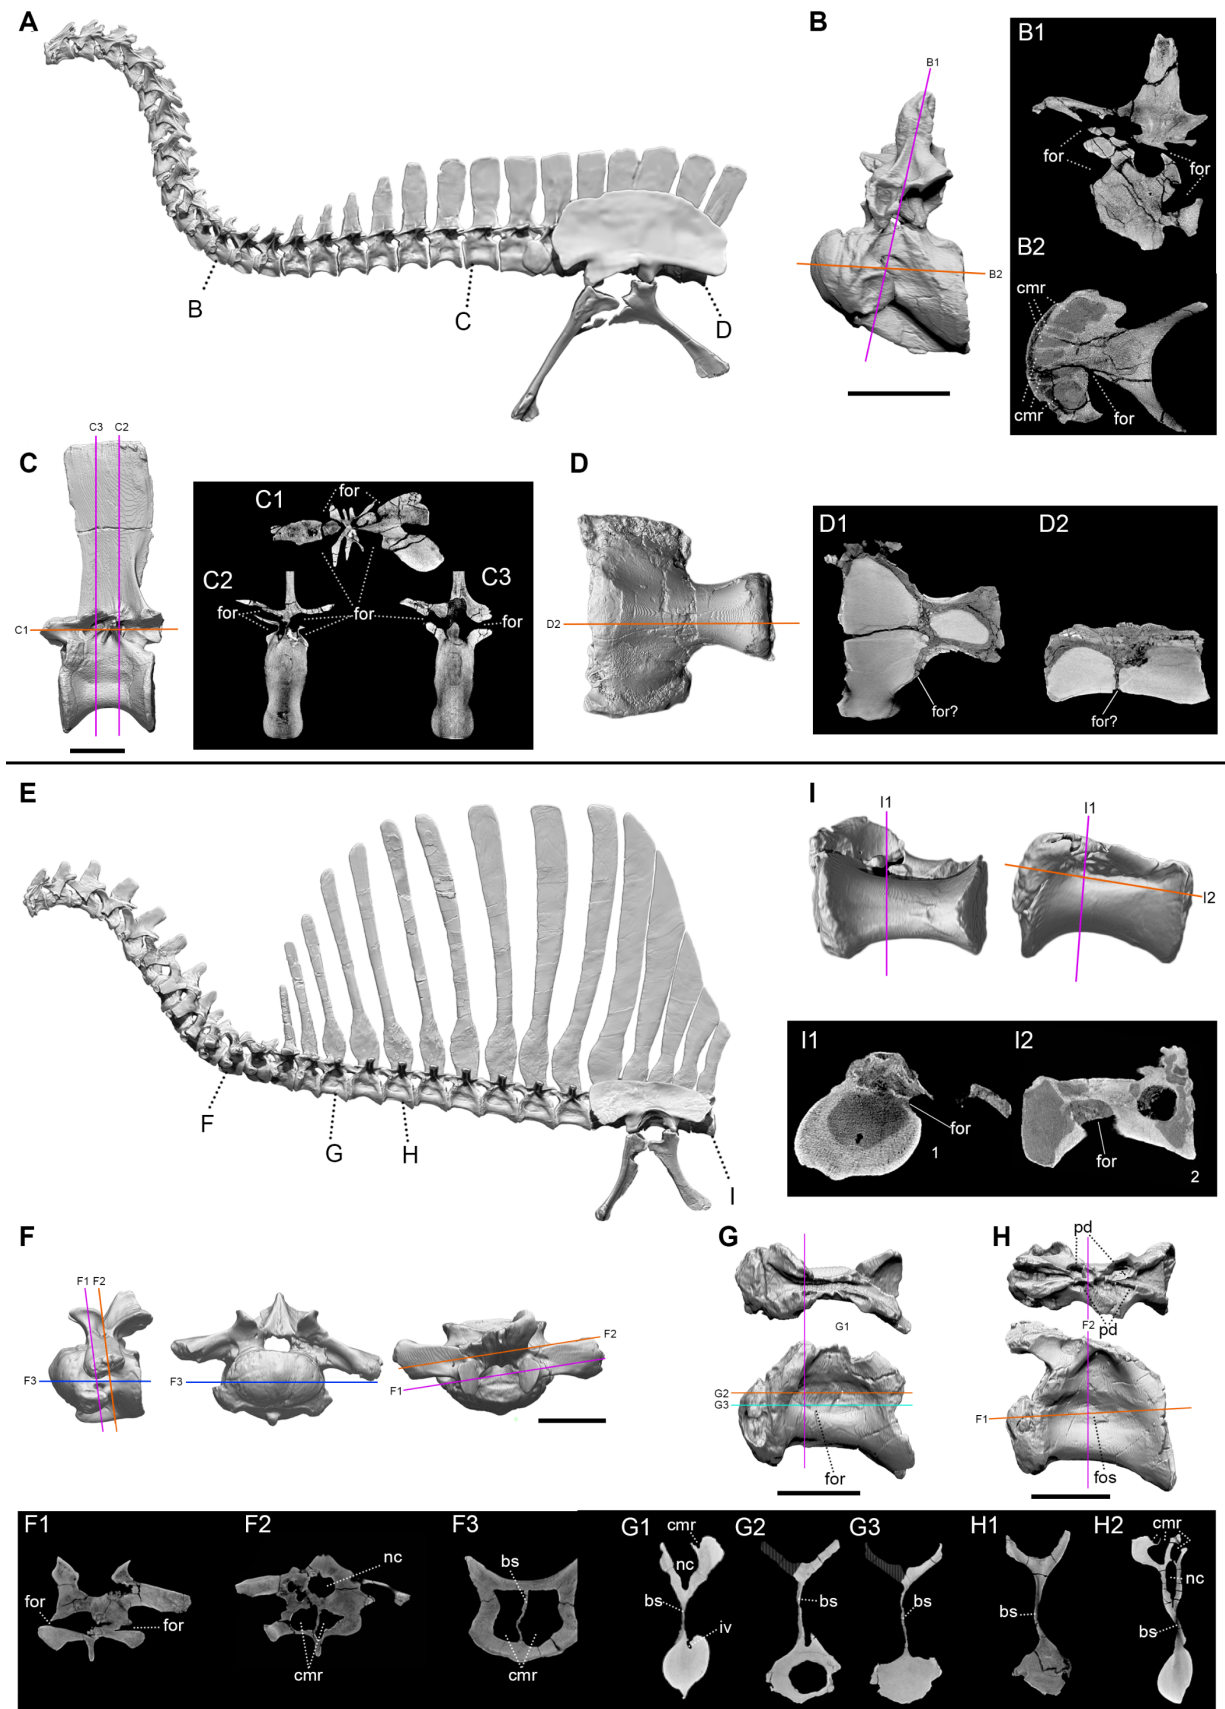 A
B
C
D
B
B1
B2
B1
for
for
B2
cmr
cmr
for
C
C3 C2
C1
C1
for
C2
for
for
C3
for
D
D2
D1
for?
D2
for?
E
F
G
H
I
I
I1
I1
I2
I1
for
1
I2
for
2
F
F1 F2
F3
F3
F2
F1
G
G1
G2
G3
for
H
pd
pd
F2
F1
fos
F1
for
for
F2
nc
cmr
F3
bs
cmr
G1
cmr
nc
bs
iv
G2
bs
G3
bs
H1
bs
H2
cmr
nc
bs